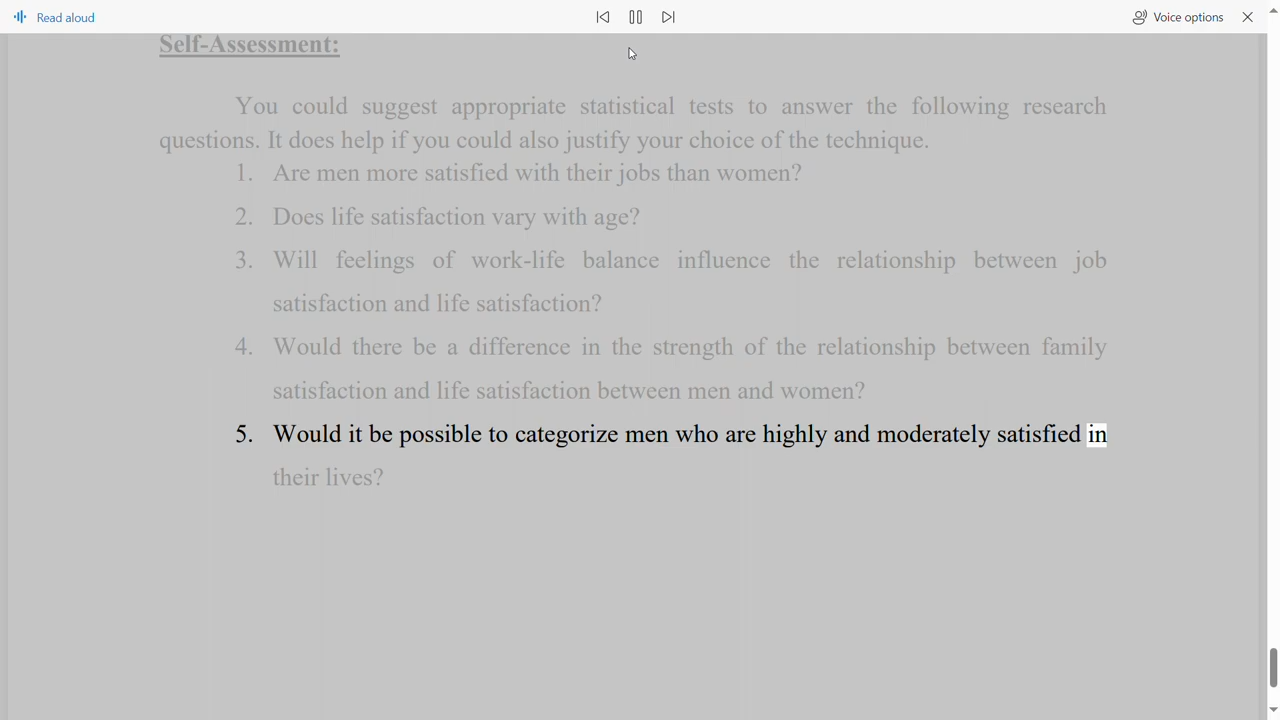 Read aloud
Voice options
Self-Assessment:
You could suggest appropriate statistical tests to answer the following research
questions. It does help if you could also justify your choice of the technique.
1. Are men more satisfied with their jobs than women?
2. Does life satisfaction vary with age?
3. Will feelings of work-life balance influence the relationship between job
satisfaction and life satisfaction?
4. Would there be a difference in the strength of the relationship between family
satisfaction and life satisfaction between men and women?
5. Would it be possible to categorize men who are highly and moderately satisfied in
their lives?